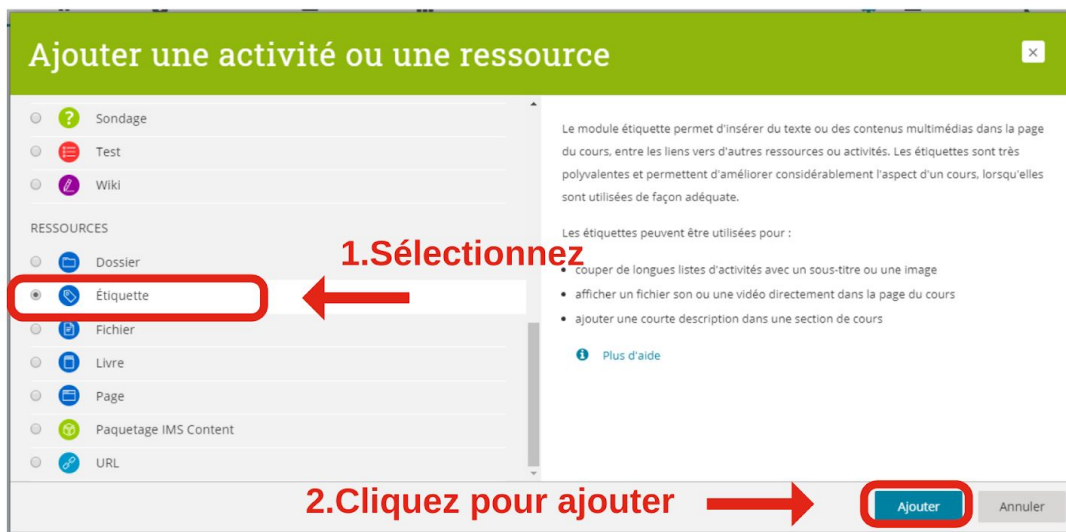 Ajouter une activité ou une ressource
Sondage
Test
Wiki
RESSOURCES
Dossier
1.Sélectionnez
Étiquette
Fichier
Livre
Page
Paquetage IMS Content
URL
Le module étiquette permet d'insérer du texte ou des contenus multimédias dans la page
du cours, entre les liens vers d'autres ressources ou activités. Les étiquettes sont très
polyvalentes et permettent d'améliorer considérablement l'aspect d'un cours, lorsqu'elles
sont utilisées de façon adéquate.
Les étiquettes peuvent être utilisées pour :
couper de longues listes d'activités avec un sous-titre ou une image
afficher un fichier son ou une vidéo directement dans la page du cours
ajouter une courte description dans une section de cours
Plus d'aide
2.Cliquez pour ajouter
Ajouter
Annuler